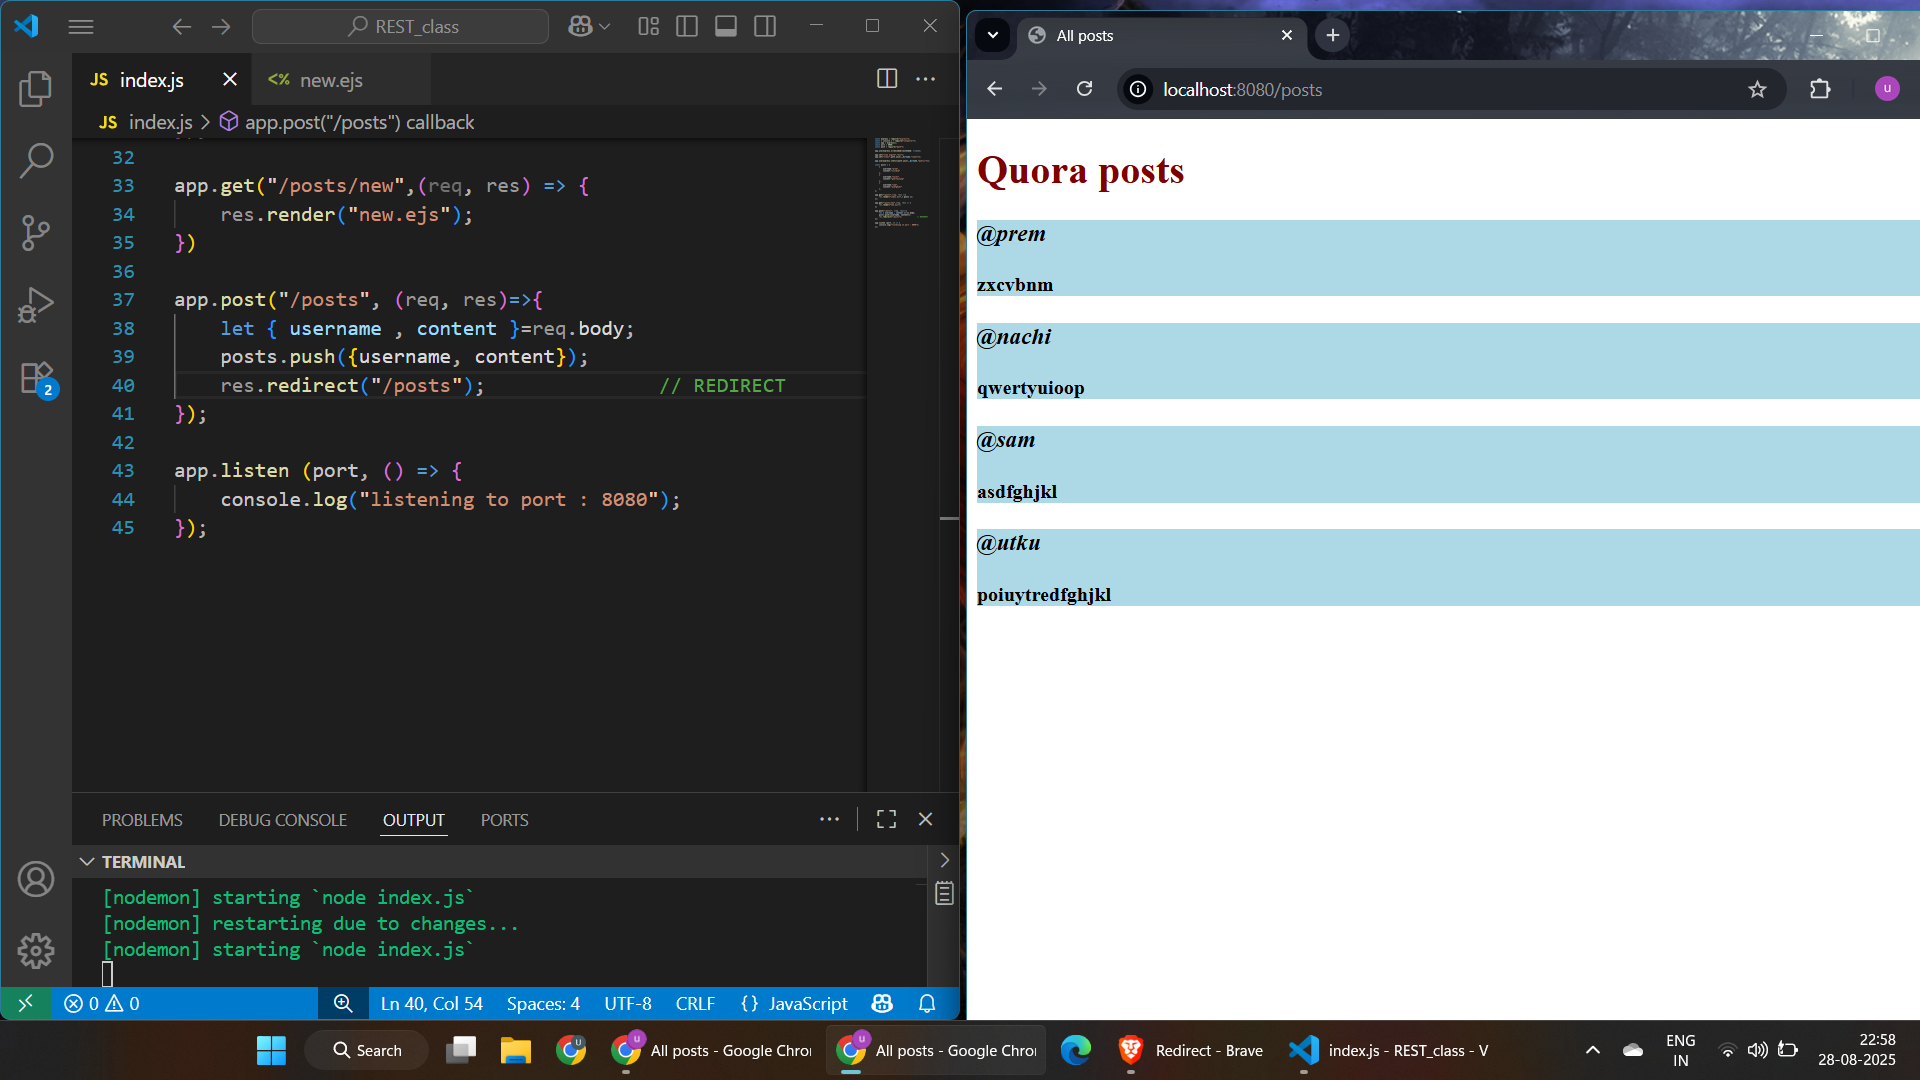 REST_class
JS index.js
<% new.ejs
JS index.js > app.post("/posts") callback
32
33 app.get("/posts/new",(req, res) => {
34 res.render("new.ejs");
35 })
36
37 app.post("/posts", (req, res)=>{
38 let { username , content }=req.body;
39 posts.push({username, content});
40 res.redirect("/posts"); // REDIRECT
41 });
42
43 app.listen (port, () => {
44 console.log("listening to port : 8080");
45 });
2
PROBLEMS DEBUG CONSOLE OUTPUT PORTS
TERMINAL
[nodemon] starting `node index.js`
[nodemon] restarting due to changes...
[nodemon] starting `node index.js`
0 0 Ln 40, Col 54 Spaces: 4 UTF-8 CRLF {} JavaScript
All posts
localhost:8080/posts
u
Quora posts
@prem
zxcvbnm
@nachi
qwertyuioop
@sam
asdfghjkl
@utku
poiuytredfghjkl
Search
u
u
All posts - Google Chro
u
All posts - Google Chro
Redirect - Brave
index.js - REST_class - V
ENG
IN
22:58
28-08-2025